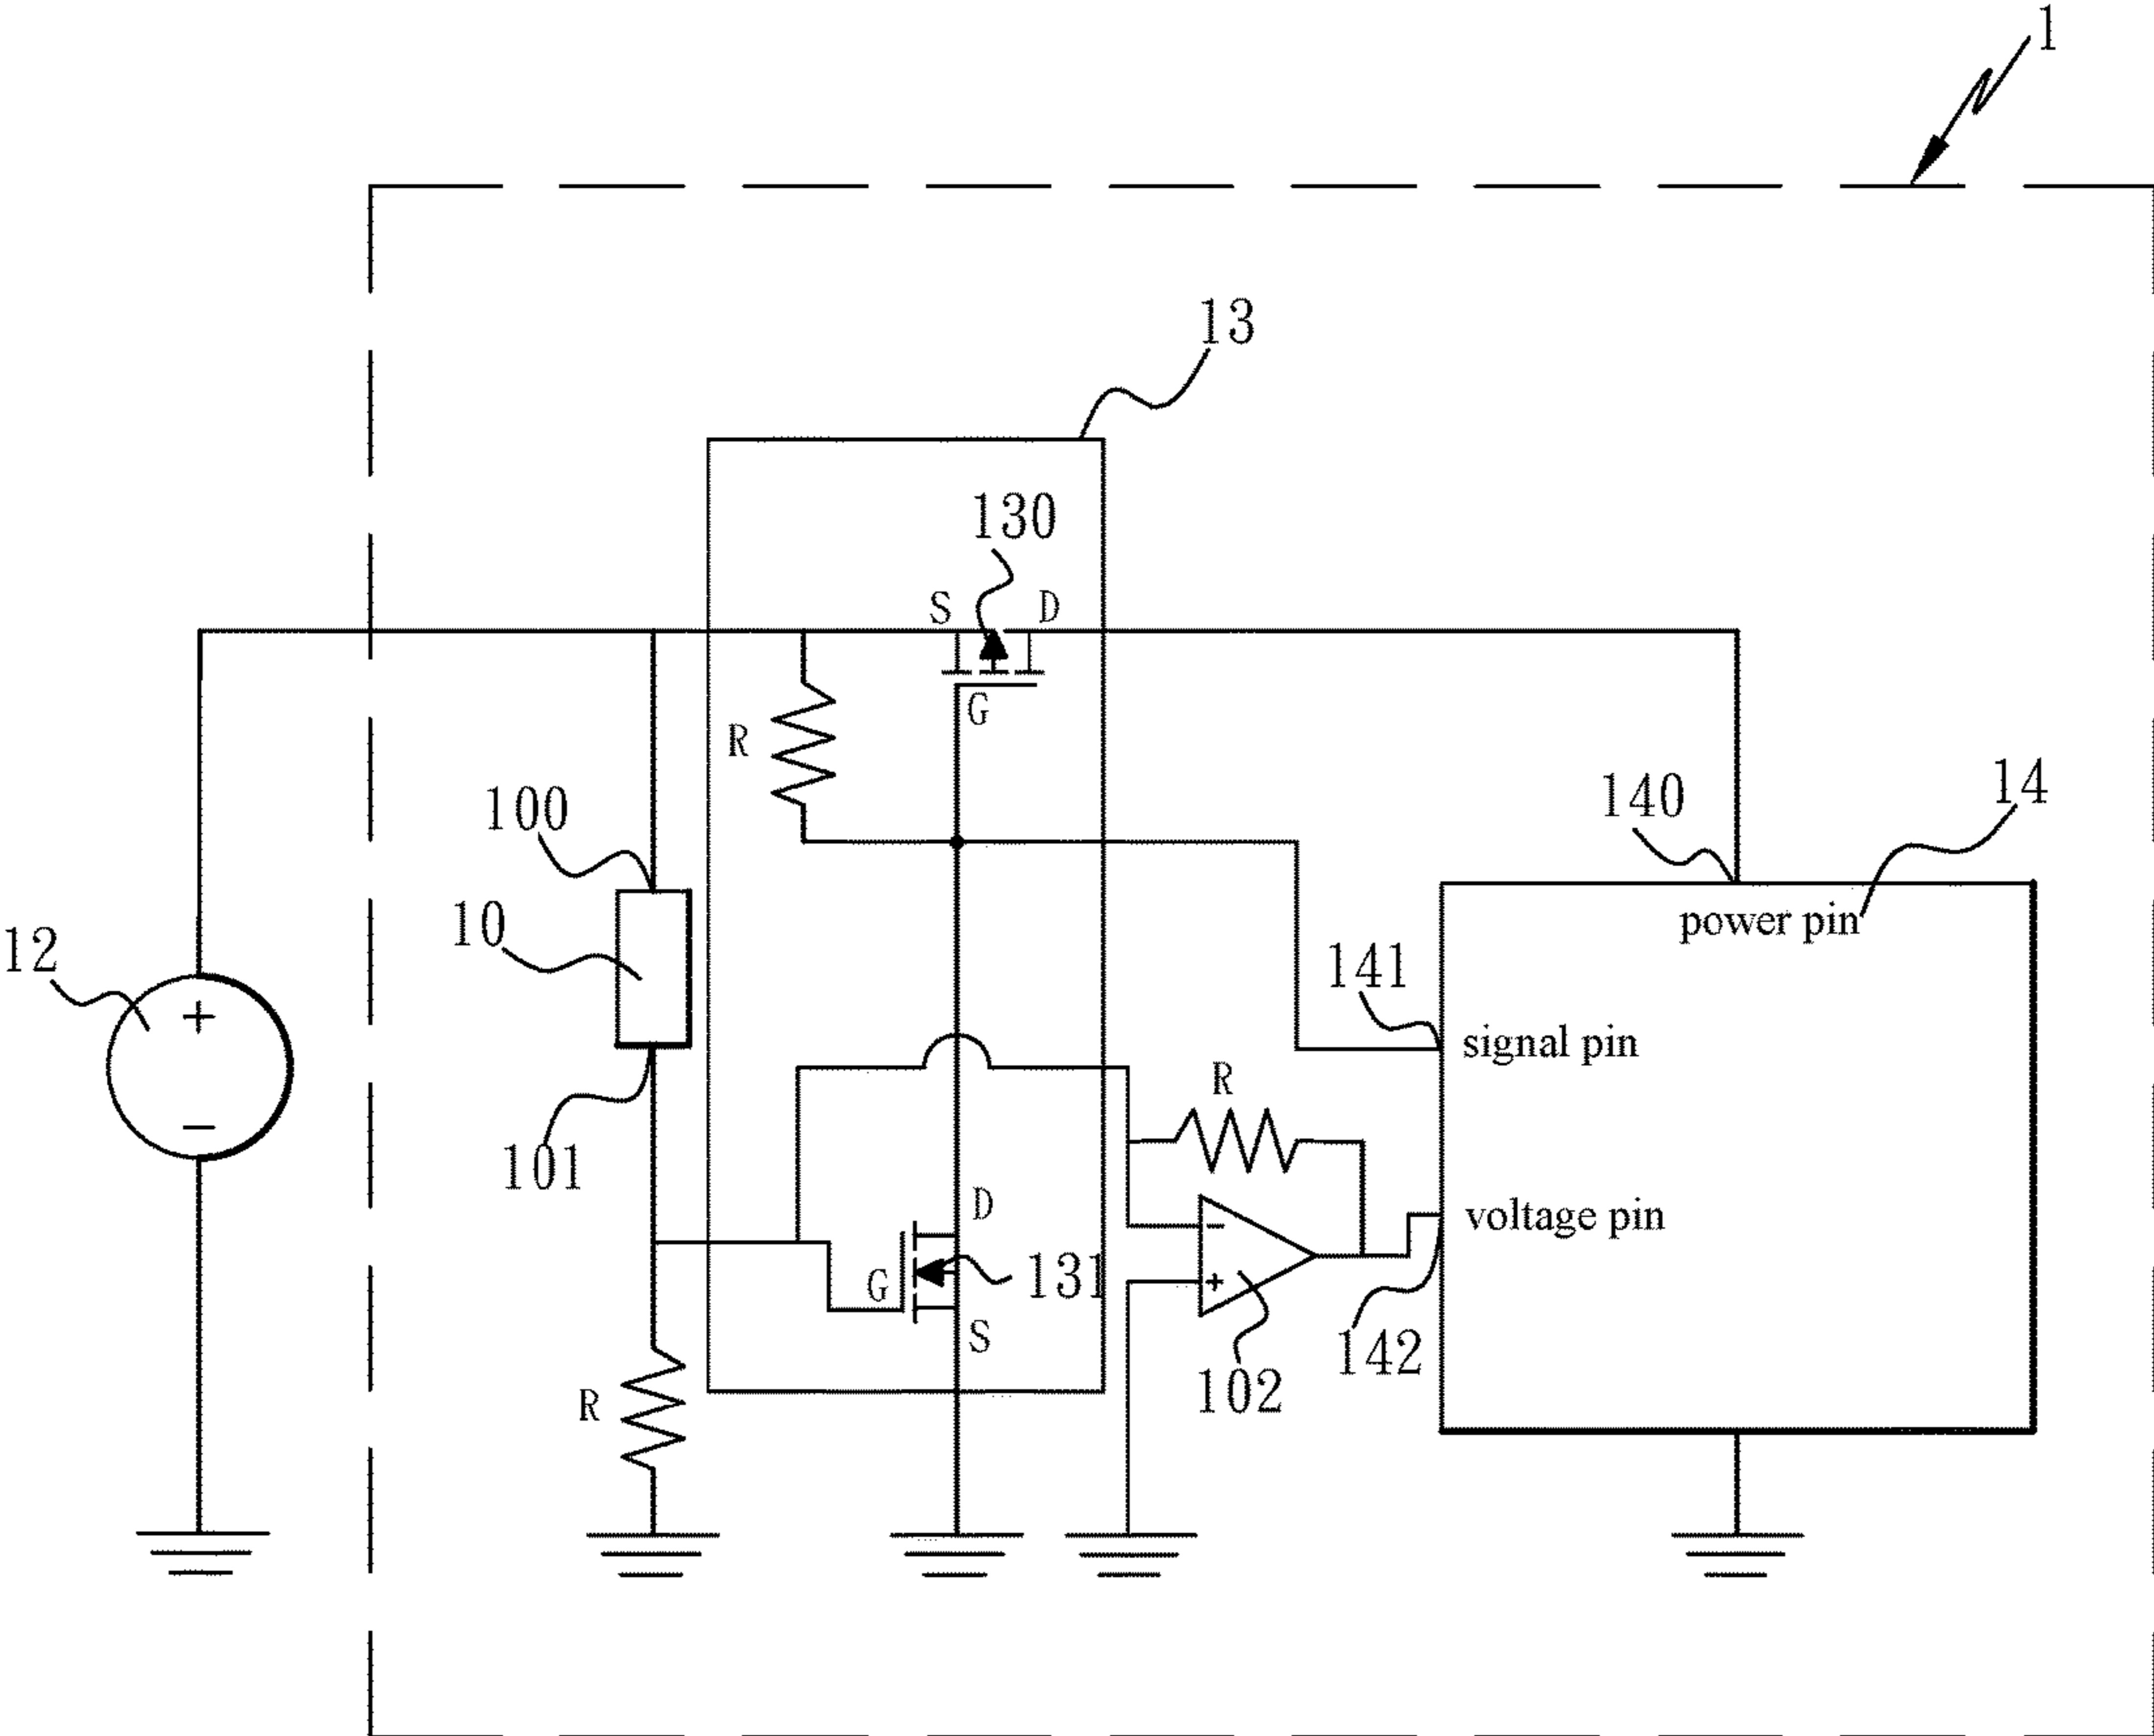 1
13
130
S
D
G
R
100
140
14
power pin
10
12
141
+
signal pin
R
101
D
voltage pin
-
G
131
+
S
142
102
R